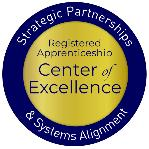 Strategic Partnerships
Registered
Apprenticeship
Center of
Excellence
& Systems Alignment